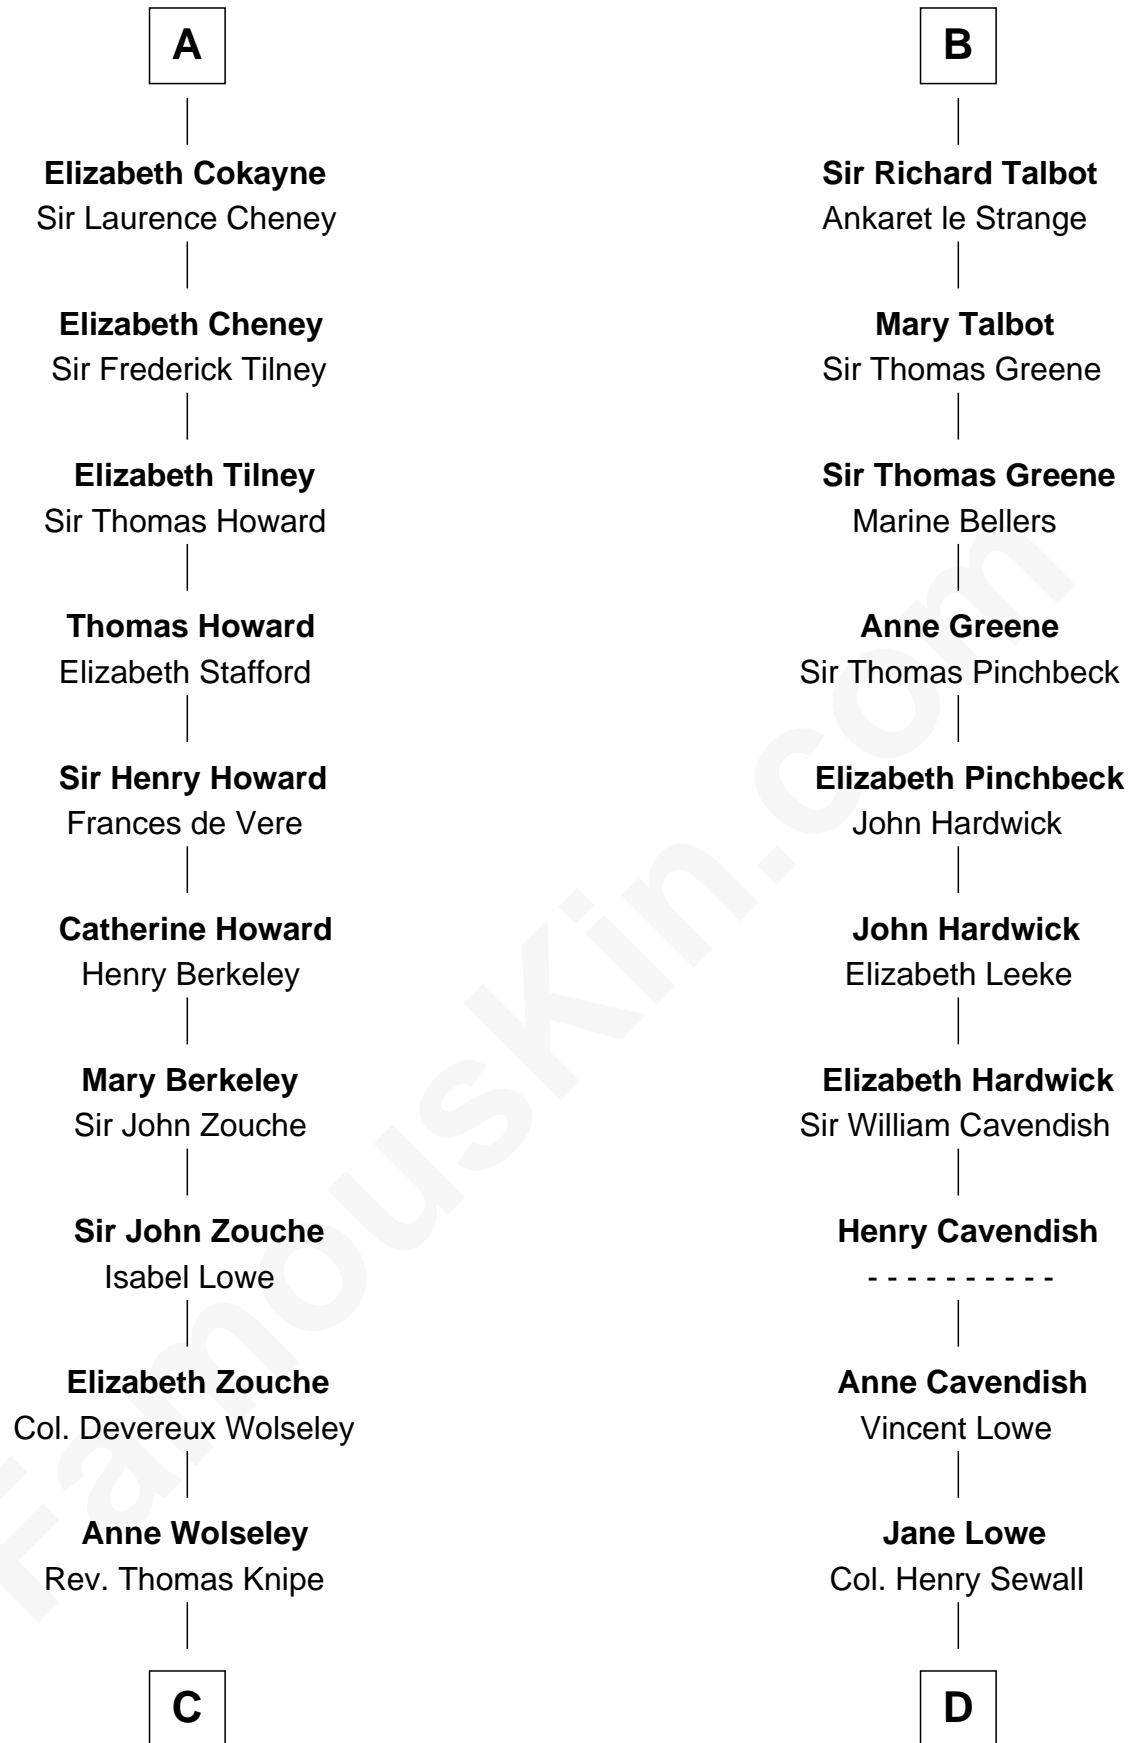 A
Elizabeth Cokayne
Sir Laurence Cheney
Elizabeth Cheney
Sir Frederick Tilney
Elizabeth Tilney
Sir Thomas Howard
Thomas Howard
Elizabeth Stafford
Sir Henry Howard
Frances de Vere
Catherine Howard
Henry Berkeley
Mary Berkeley
Sir John Zouche
Sir John Zouche
Isabel Lowe
Elizabeth Zouche
Col. Devereux Wolseley
Anne Wolseley
Rev. Thomas Knipe
C
B
Sir Richard Talbot
Ankaret le Strange
Mary Talbot
Sir Thomas Greene
Sir Thomas Greene
Marine Bellers
Anne Greene
Sir Thomas Pinchbeck
Elizabeth Pinchbeck
John Hardwick
John Hardwick
Elizabeth Leeke
Elizabeth Hardwick
Sir William Cavendish
Henry Cavendish
- - - - - - - - - -
Anne Cavendish
Vincent Lowe
Jane Lowe
Col. Henry Sewall
D
FamousKin.com